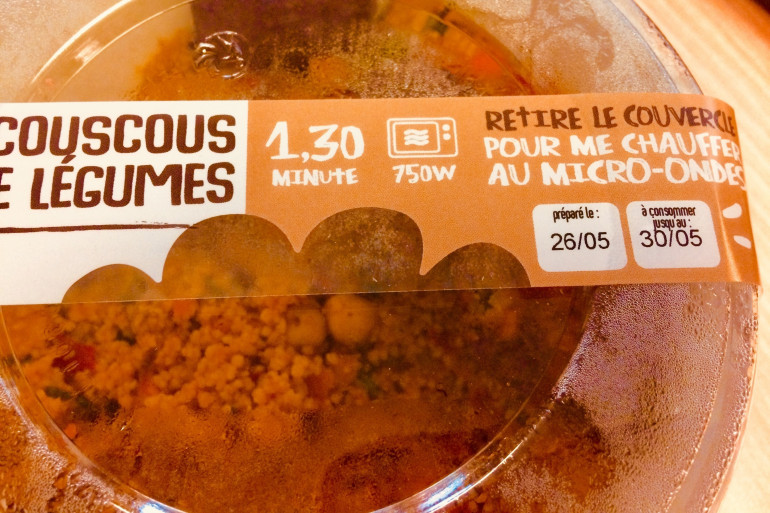 COUSCOUS
E LÉGUMES
1,30
MINUTE
750W
RETIRE LE COUVERCLE
POUR ME CHAUFFER
AU MICRO-ONDES
préparé le :
26/05
à consommer
jusqu'au :
30/05